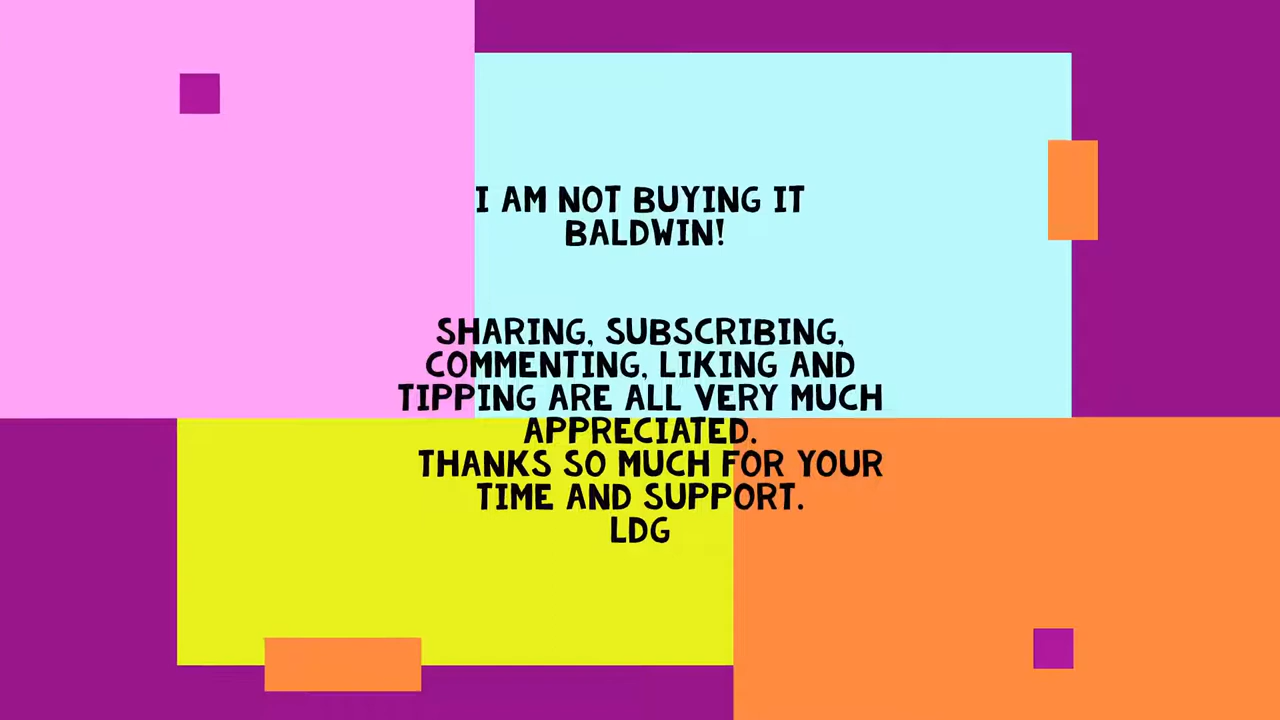 I AM NOT BUYING IT
BALDWIN!
SHARING, SUBSCRIBING,
COMMENTING, LIKING AND
TIPPING ARE ALL VERY MUCH
APPRECIATED.
THANKS SO MUCH FOR YOUR
TIME AND SUPPORT.
LDG